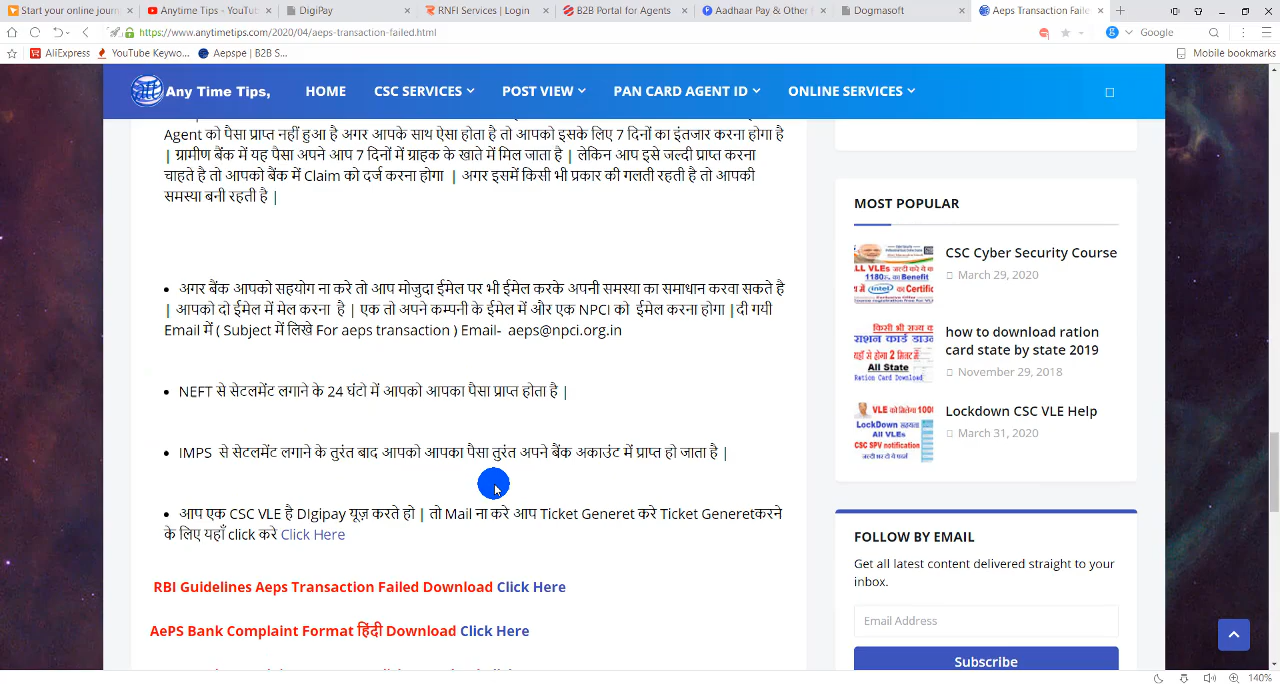 Start your online journ
Anytime Tips - YouTub
DigiPay
RNFI Services | Login
B2B Portal for Agents
Aadhaar Pay & Other
Dogmasoft
Aeps Transaction Faile
https://www.anytimetips.com/2020/04/aeps-transaction-failed.html
Google
AliExpress
YouTube Keywo...
Aepspe | B2B S...
Mobile bookmarks
Any Time Tips,
HOME
CSC SERVICES
POST VIEW
PAN CARD AGENT ID
ONLINE SERVICES
Agent को पैसा प्राप्त नहीं हुआ है अगर आपके साथ ऐसा होता है तो आपको इसके लिए 7 दिनों का इंतजार करना होगा है
| ग्रामीण बैंक में यह पैसा अपने आप 7 दिनों में ग्राहक के खाते में मिल जाता है | लेकिन आप इसे जल्दी प्राप्त करना
चाहते है तो आपको बैंक में Claim को दर्ज करना होगा | अगर इसमें किसी भी प्रकार की गलती रहती है तो आपकी
समस्या बनी रहती है |
• अगर बैंक आपको सहयोग ना करे तो आप मोजुदा ईमेल पर भी ईमेल करके अपनी समस्या का समाधान करवा सकते है
| आपको दो ईमेल में मेल करना है | एक तो आपने कम्पनी के ईमेल में और एक NPCI को ईमेल करना होगा |दी गयी
Email में ( Subject में लिखे For aeps transaction ) Email- aeps@npci.org.in
• NEFT से सेटलमेंट लगाने के 24 घंटो में आपको आपका पैसा प्राप्त होता है |
• IMPS से सेटलमेंट लगाने के तुरंत बाद आपको आपका पैसा तुरंत अपने बैंक अकाउंट में प्राप्त हो जाता है |
• आप एक CSC VLE है DIgipay यूज़ करते हो | तो Mail ना करे आप Ticket Generet करे Ticket Generetकरने
के लिए यहाँ click करे Click Here
RBI Guidelines Aeps Transaction Failed Download Click Here
AePS Bank Complaint Format हिंदी Download Click Here
MOST POPULAR
CSC Cyber Security Course
March 29, 2020
how to download ration
card state by state 2019
November 29, 2018
Lockdown CSC VLE Help
March 31, 2020
FOLLOW BY EMAIL
Get all latest content delivered straight to your
inbox.
Email Address
Subscribe
140%